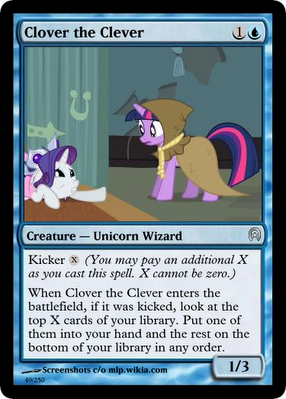 Clover the Clever 1
Creature — Unicorn Wizard
Kicker X (You may pay an additional X
as you cast this spell. X cannot be zero.)
When Clover the Clever enters the
battlefield, if it was kicked, look at the
top X cards of your library. Put one of
them into your hand and the rest on the
bottom of your library in any order.
Screenshots c/o mlp.wikia.com
1/3
49/250